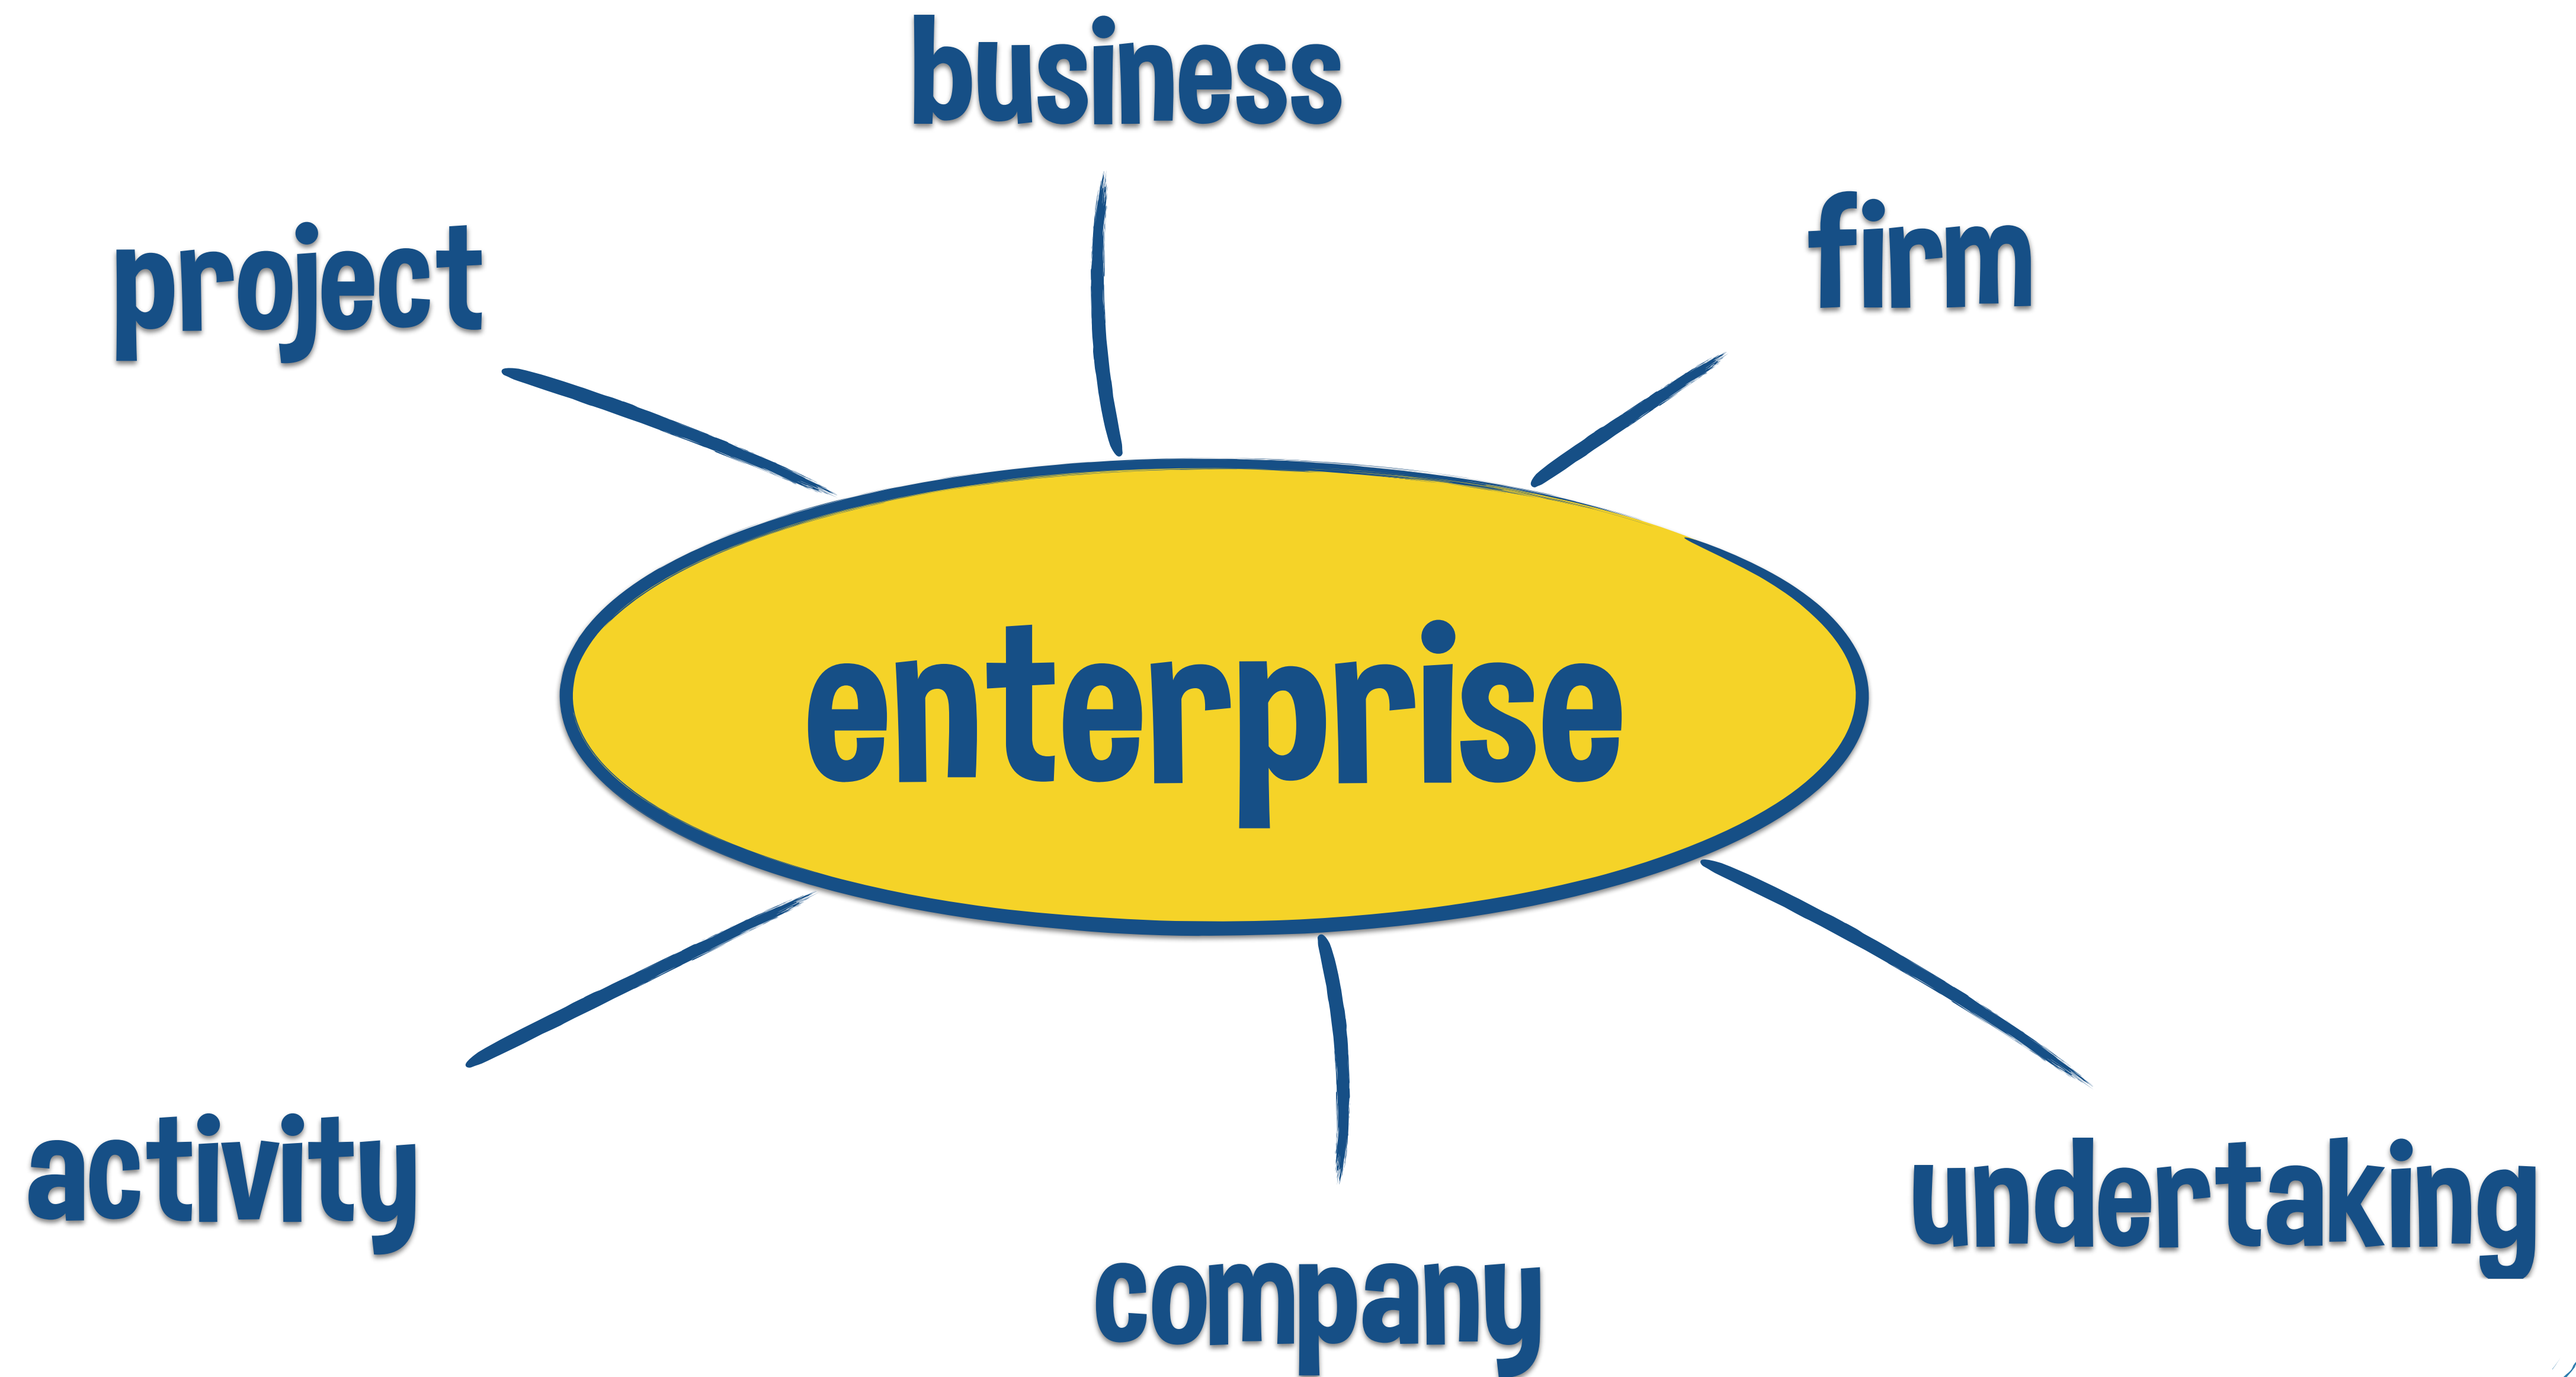 business
project
firm
enterprise
activity
undertaking
company